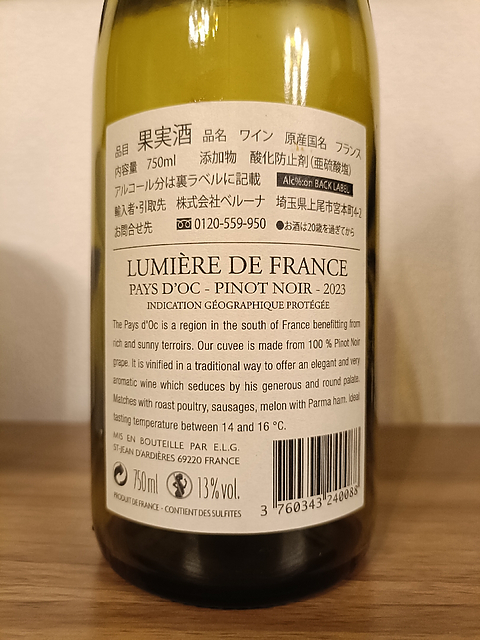 品目 果実酒 品名 ワイン 原産国名 フランス
内容量 750ml 添加物 酸化防止剤(亜硫酸塩)
アルコール分は裏ラベルに記載 Alc%:on BACK LABEL
輸入者・引取先 株式会社ベルーナ 埼玉県上尾市宮本町4-2
お問合せ先 0120-559-950 ●お酒は20歳を過ぎてから
LUMIÈRE DE FRANCE
PAYS D'OC - PINOT NOIR - 2023
INDICATION GÉOGRAPHIQUE PROTÉGÉE
The Pays d'Oc is a region in the south of France benefitting from
rich and sunny terroirs. Our cuvee is made from 100 % Pinot Noir
grape. It is vinified in a traditional way to offer an elegant and very
aromatic wine which seduces by his generous and round palate.
Matches with roast poultry, sausages, melon with Parma ham. Ideal
tasting temperature between 14 and 16 °C.
MIS EN BOUTEILLE PAR E.L.G.
ST-JEAN D'ARDIÈRES 69220 FRANCE
750ml 13% vol.
PRODUIT DE FRANCE - CONTIENT DES SULFITES
3 760343 240088